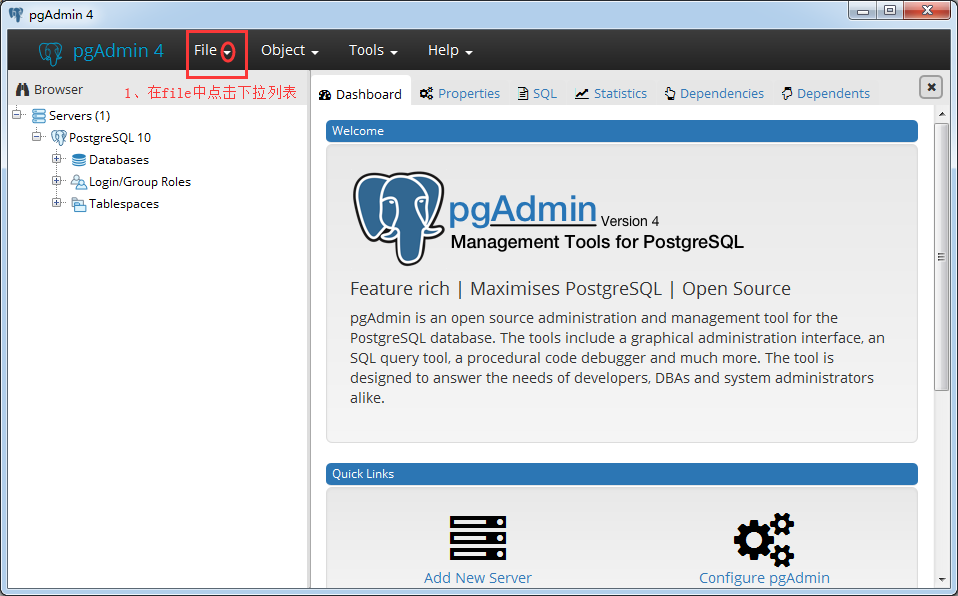 pgAdmin 4
pgAdmin 4 File Object Tools Help
Browser
1、在file中点击下拉列表
Servers (1)
PostgreSQL 10
Databases
Login/Group Roles
Tablespaces
Dashboard Properties SQL Statistics Dependencies Dependents
Welcome
pgAdmin Version 4
Management Tools for PostgreSQL
Feature rich | Maximises PostgreSQL | Open Source
pgAdmin is an open source administration and management tool for the
PostgreSQL database. The tools include a graphical administration interface, an
SQL query tool, a procedural code debugger and much more. The tool is
designed to answer the needs of developers, DBAs and system administrators
alike.
Quick Links
Add New Server
Configure pgAdmin